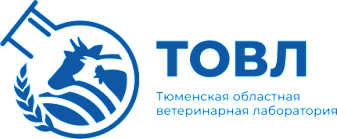 ТОВЛ
Тюменская областная
ветеринарная лаборатория